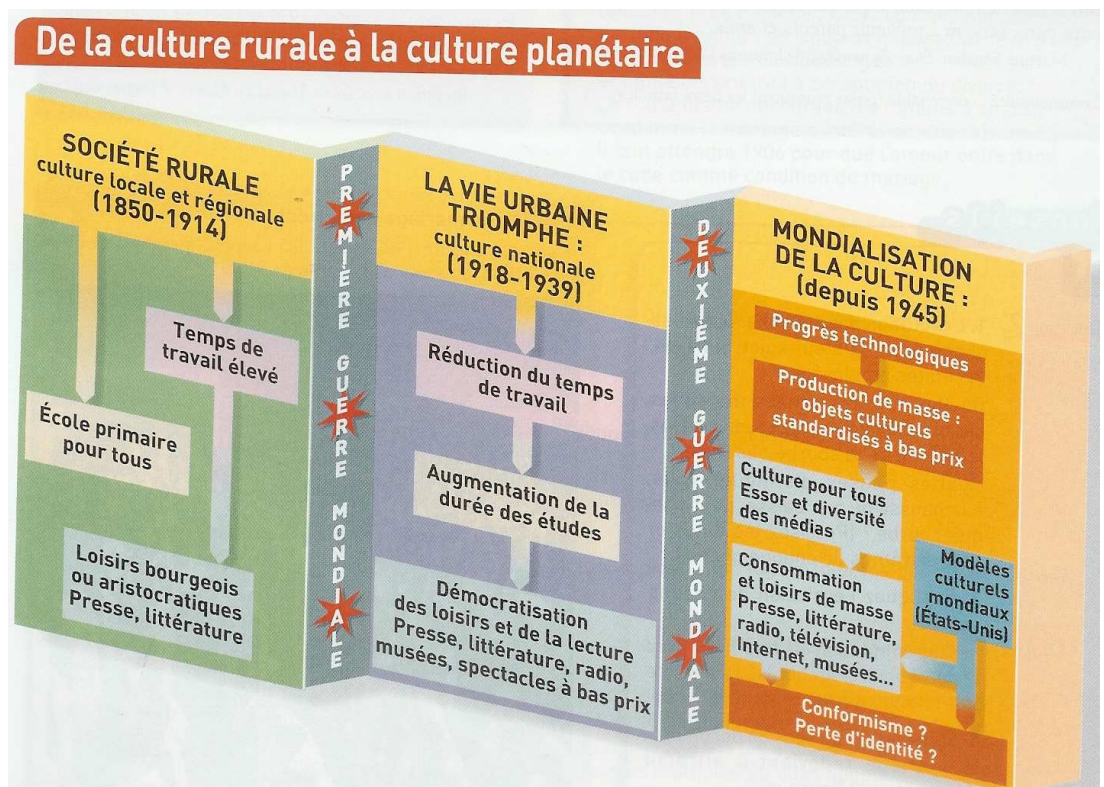 De la culture rurale à la culture planétaire
SOCIÉTÉ RURALE
culture locale et régionale
(1850-1914)
Temps de
travail élevé
École primaire
pour tous
Loisirs bourgeois
ou aristocratiques
Presse, littérature
PREMIÈRE GUERRE MONDIALE
LA VIE URBAINE
TRIOMPHE :
culture nationale
(1918-1939)
Réduction du temps
de travail
Augmentation de la
durée des études
Démocratisation
des loisirs et de la lecture
Presse, littérature, radio,
musées, spectacles à bas prix
DEUXIÈME GUERRE MONDIALE
MONDIALISATION
DE LA CULTURE :
(depuis 1945)
Progrès technologiques
Production de masse :
objets culturels
standardisés à bas prix
Culture pour tous
Essor et diversité
des médias
Consommation
et loisirs de masse
Presse, littérature,
radio, télévision,
Internet, musées...
Modèles
culturels
mondiaux
(États-Unis)
Conformisme ?
Perte d'identité ?